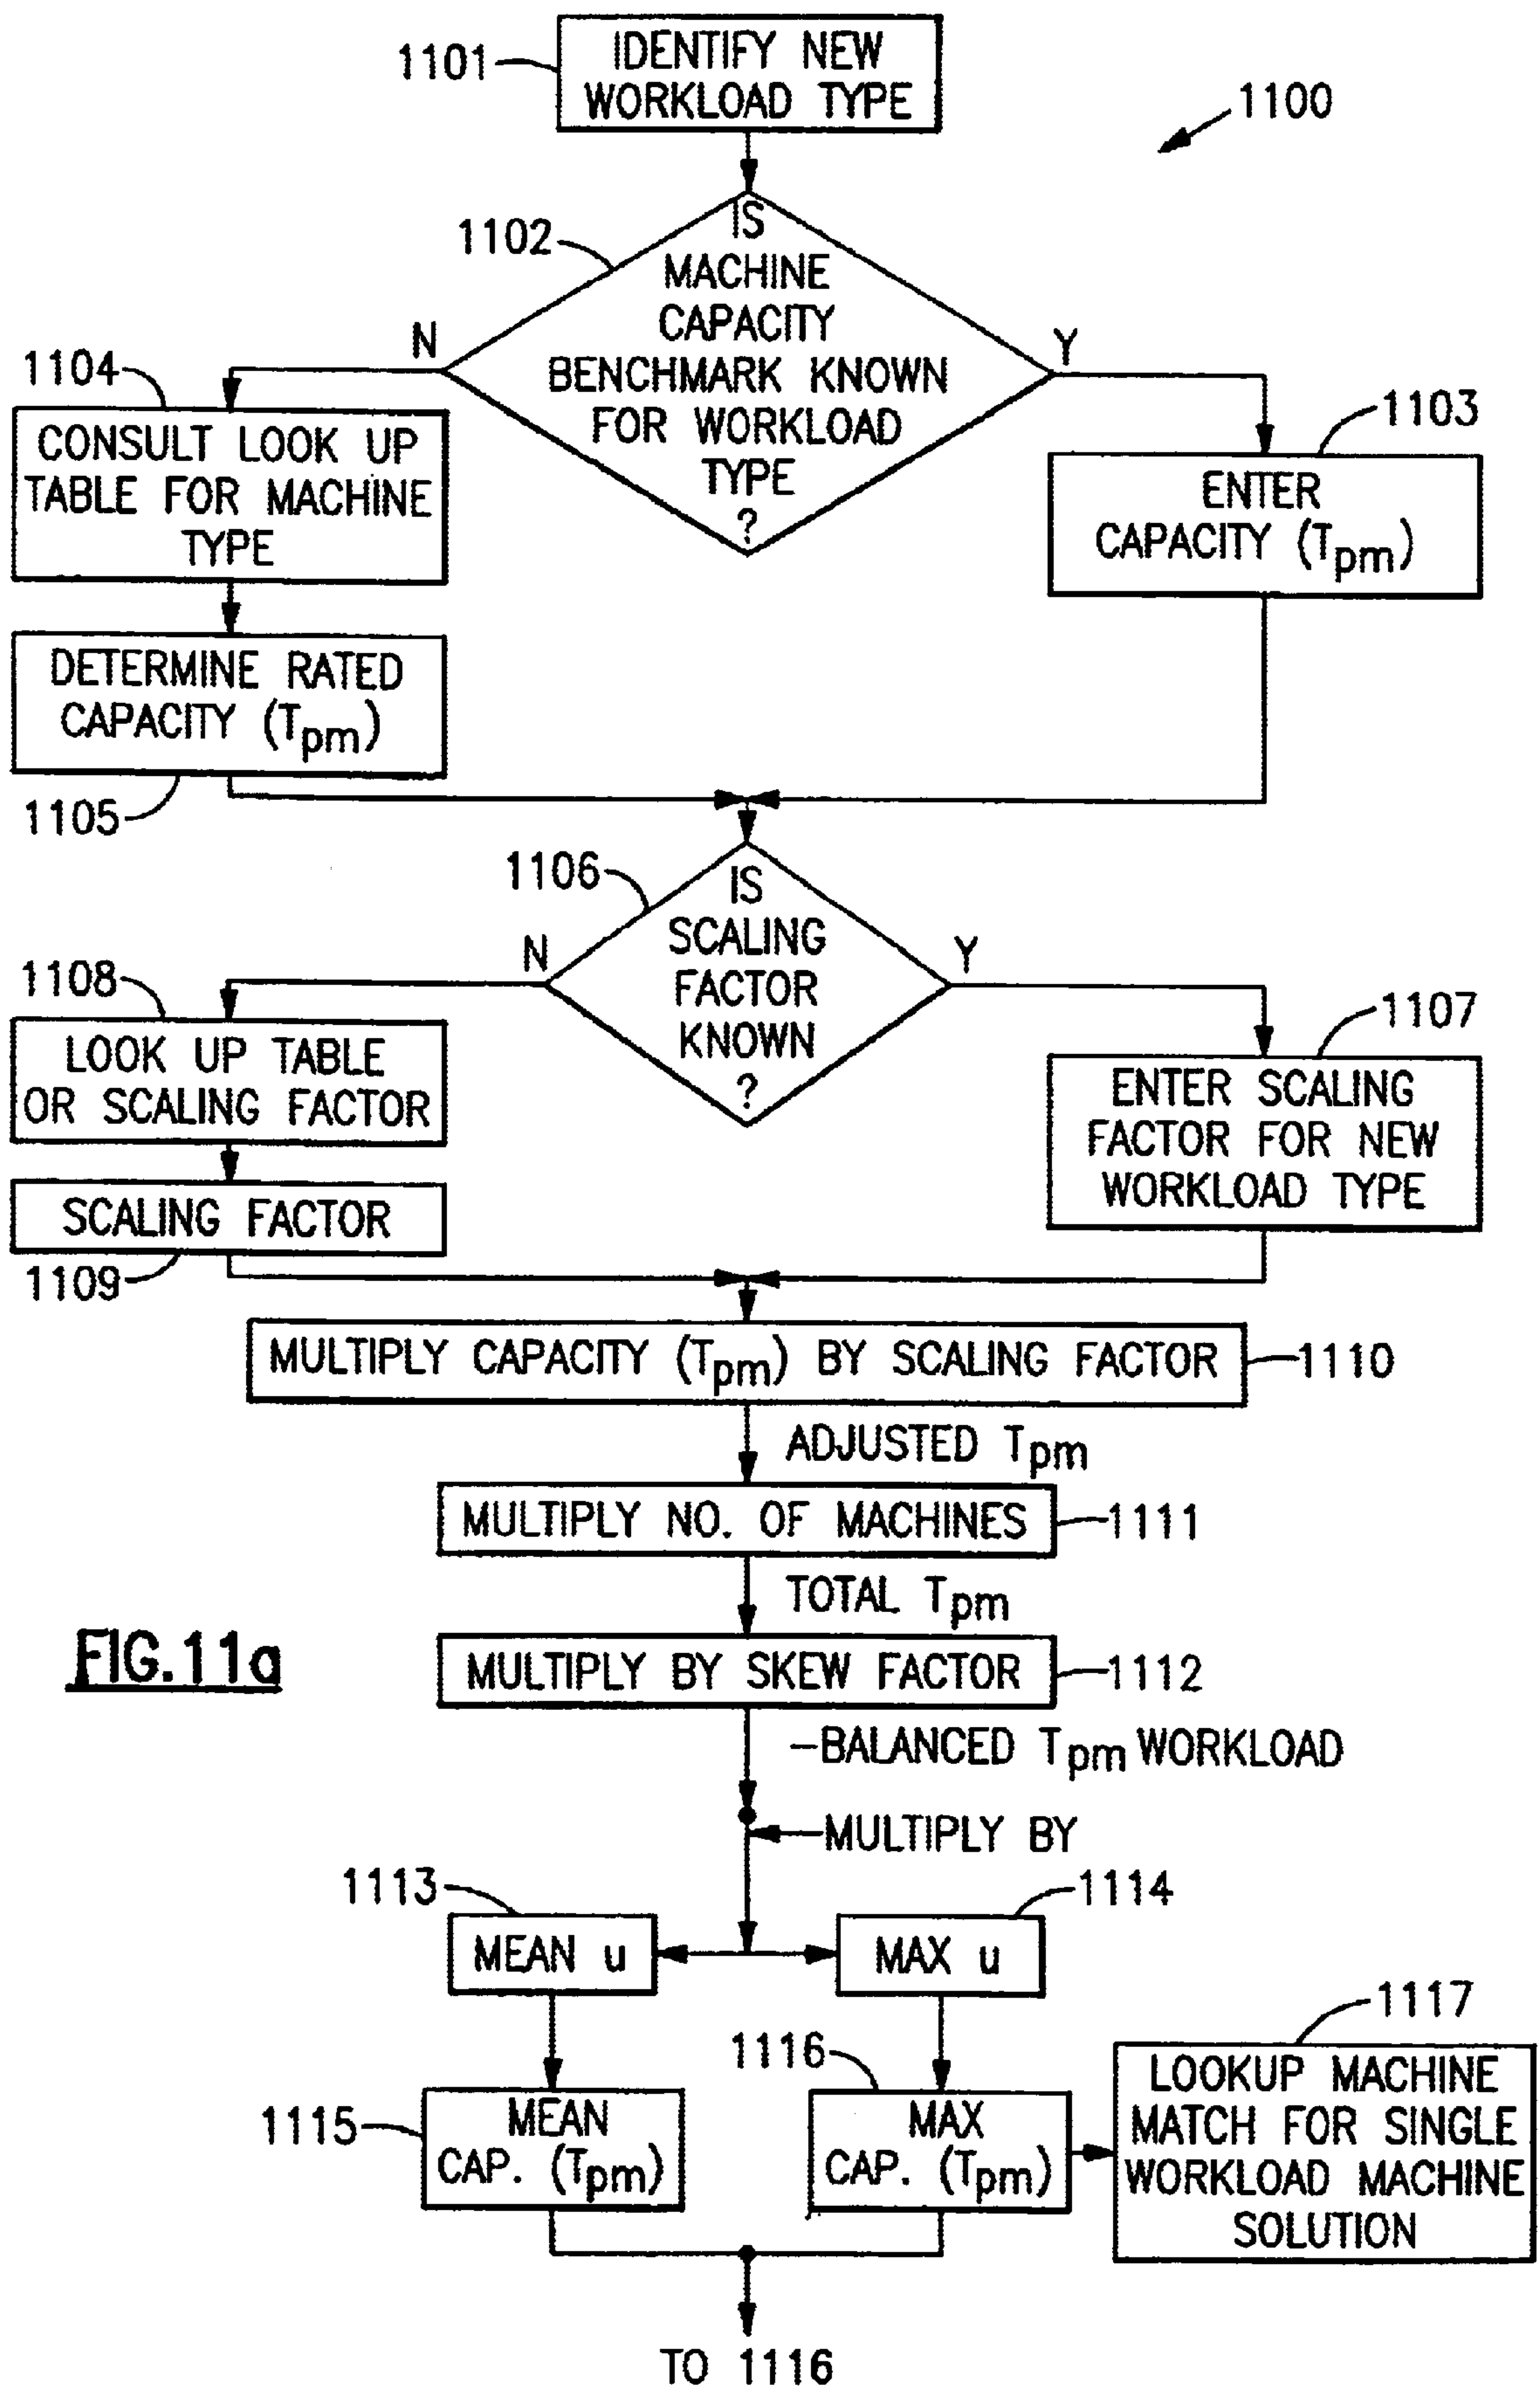 1101
IDENTIFY NEW
WORKLOAD TYPE
1100
1102
IS
MACHINE
CAPACITY
BENCHMARK KNOWN
FOR WORKLOAD
TYPE
?
N
Y
1104
CONSULT LOOK UP
TABLE FOR MACHINE
TYPE
1103
ENTER
CAPACITY (Tpm)
DETERMINE RATED
CAPACITY (Tpm)
1105
1106
IS
SCALING
FACTOR
KNOWN
?
N
Y
1108
LOOK UP TABLE
OR SCALING FACTOR
1107
ENTER SCALING
FACTOR FOR NEW
WORKLOAD TYPE
SCALING FACTOR
1109
MULTIPLY CAPACITY (Tpm) BY SCALING FACTOR
1110
ADJUSTED Tpm
MULTIPLY NO. OF MACHINES
1111
TOTAL Tpm
FIG.11a
MULTIPLY BY SKEW FACTOR
1112
-BALANCED Tpm WORKLOAD
MULTIPLY BY
1113
MEAN u
1114
MAX u
1115
MEAN
CAP. (Tpm)
1116
MAX
CAP. (Tpm)
1117
LOOKUP MACHINE
MATCH FOR SINGLE
WORKLOAD MACHINE
SOLUTION
TO 1116